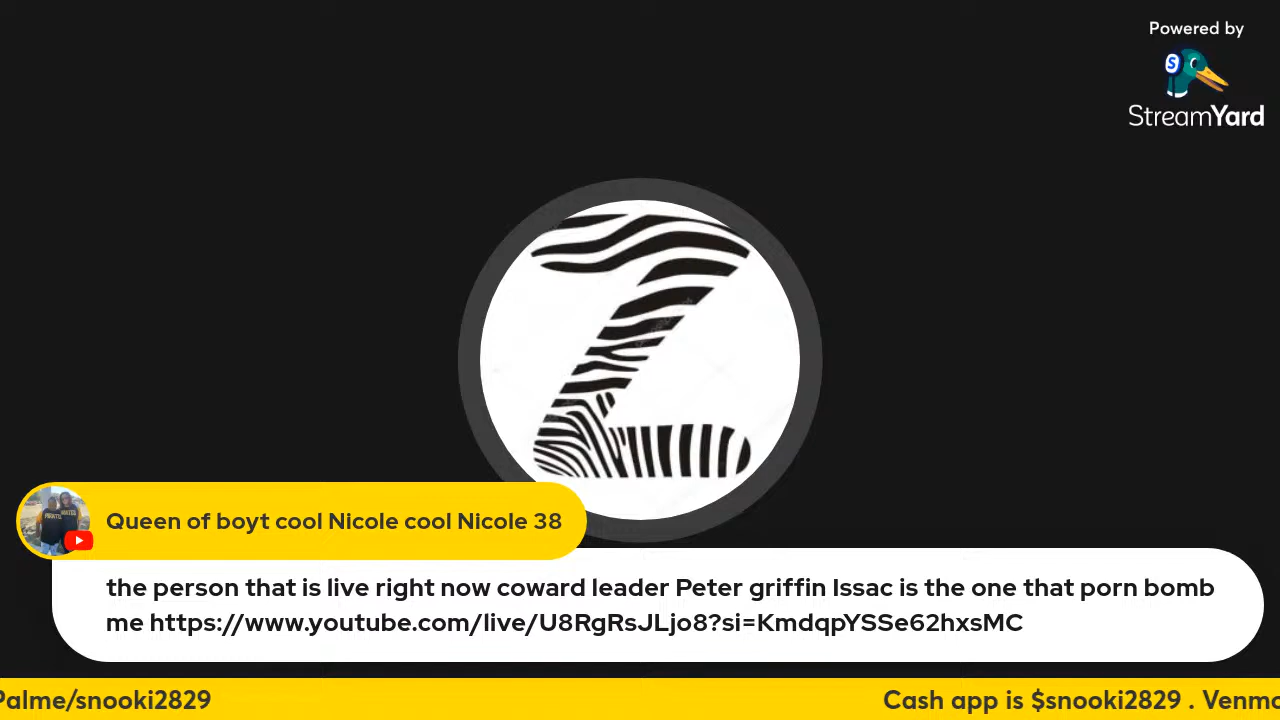 Powered by
S
StreamYard
Queen of boyt cool Nicole cool Nicole 38
the person that is live right now coward leader Peter griffin Issac is the one that porn bomb
me https://www.youtube.com/live/U8RgRsJLjo8?si=KmdqpYSSe62hxsMC
Palme/snooki2829 Cash app is $snooki2829 . Venmo